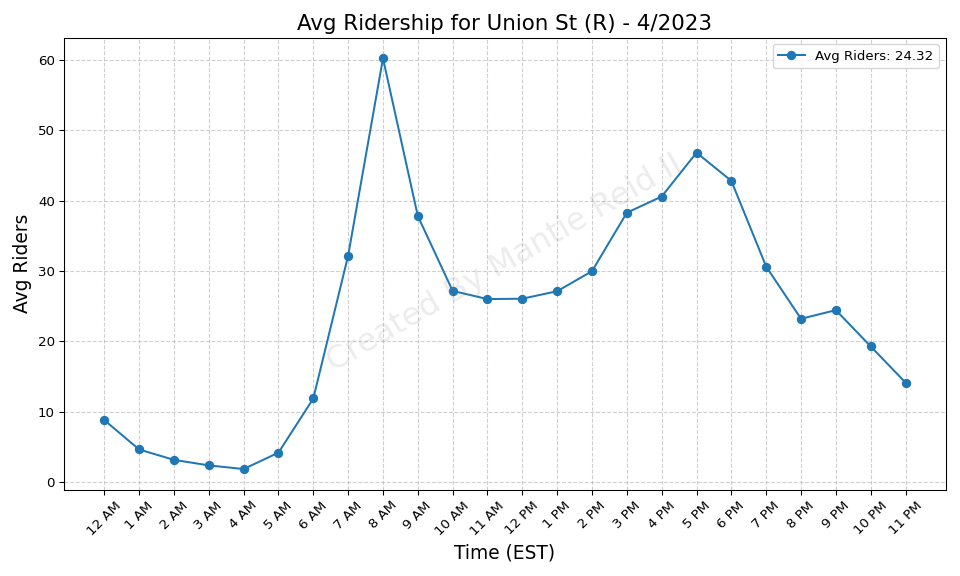 Avg Ridership for Union St (R) - 4/2023
Avg Riders: 24.32
60
50
40
30
20
10
0
Avg Riders
Created By Mantie Reid II
12 AM
1 AM
2 AM
3 AM
4 AM
5 AM
6 AM
7 AM
8 AM
9 AM
10 AM
11 AM
12 PM
1 PM
2 PM
3 PM
4 PM
5 PM
6 PM
7 PM
8 PM
9 PM
10 PM
11 PM
Time (EST)